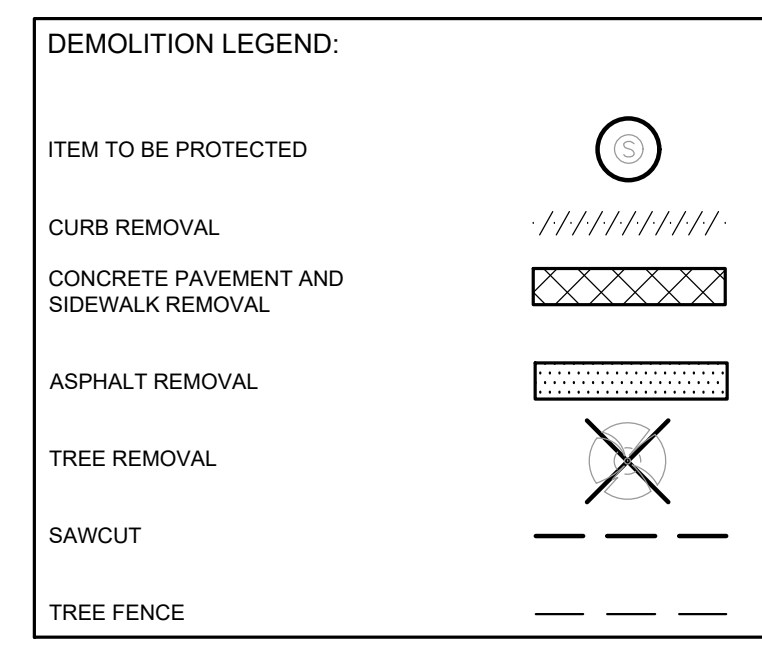 DEMOLITION LEGEND:
ITEM TO BE PROTECTED
S
CURB REMOVAL
CONCRETE PAVEMENT AND
SIDEWALK REMOVAL
ASPHALT REMOVAL
TREE REMOVAL
SAWCUT
TREE FENCE